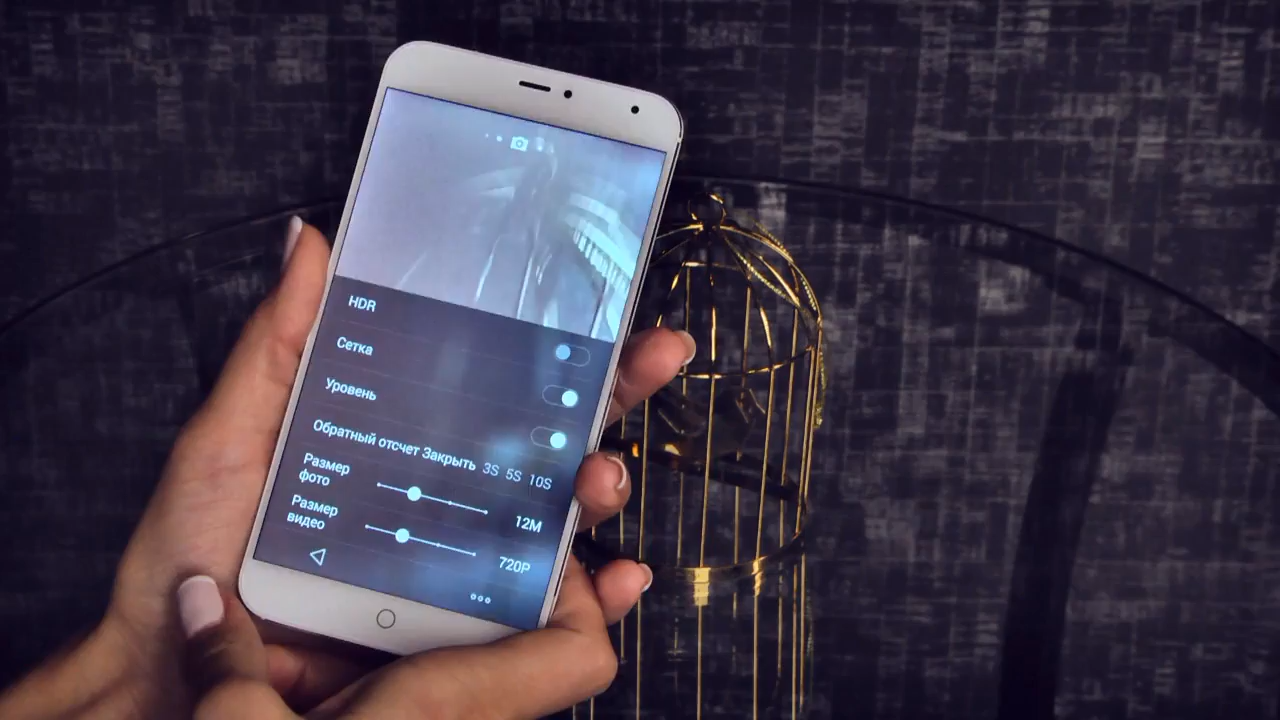 HDR
Сетка
Уровень
Обратный отсчет Закрыть 3S 5S 10S
Размер
фото
12M
Размер
видео
720P